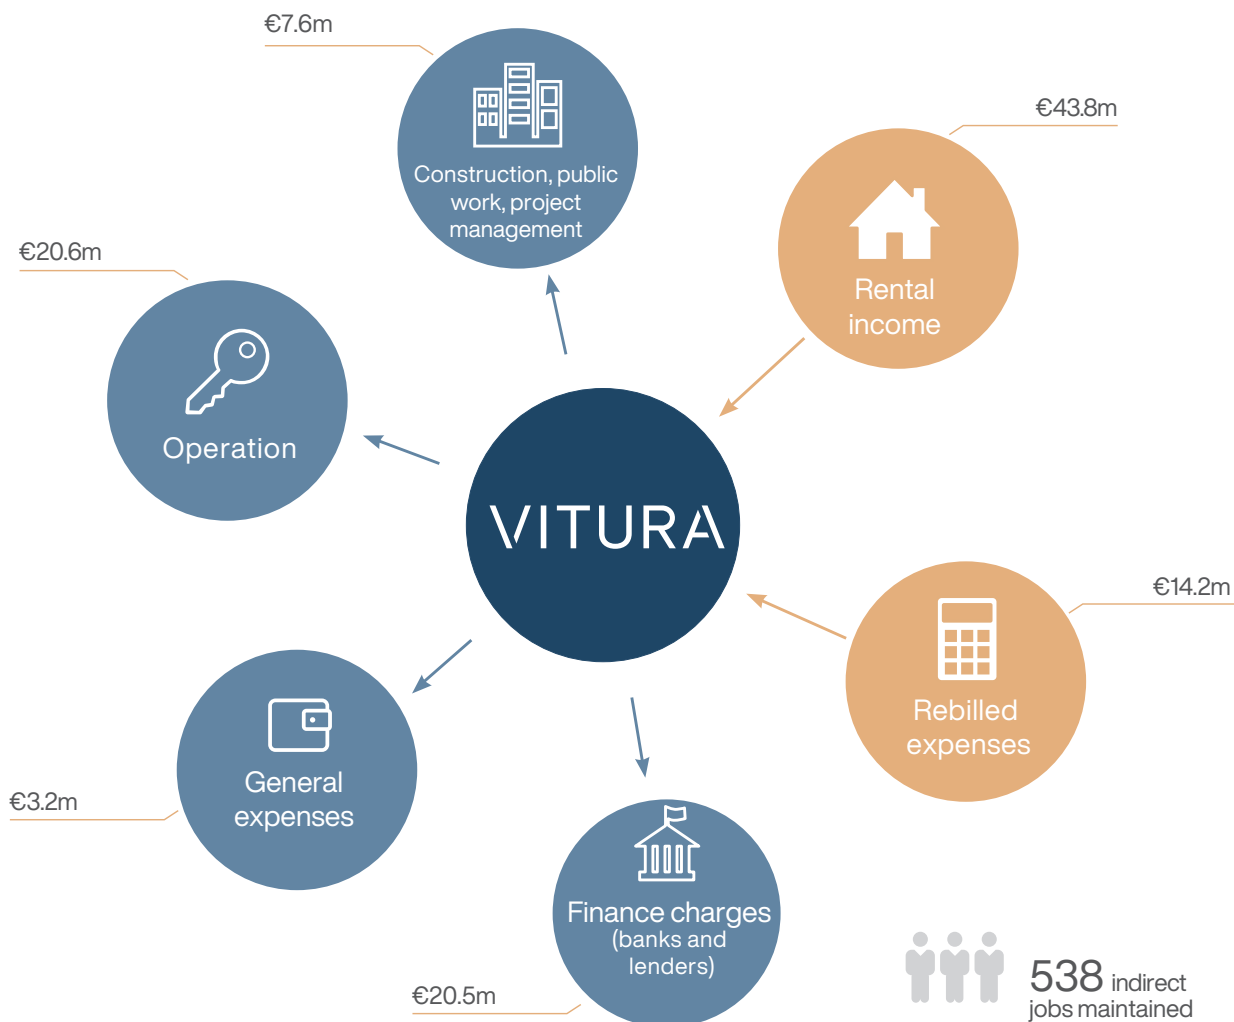 €7.6m
Construction, public
work, project
management
€43.8m
Rental
income
€20.6m
Operation
VITURA
€14.2m
Rebilled
expenses
General
expenses
€3.2m
Finance charges
(banks and
lenders)
€20.5m
538 indirect
jobs maintained